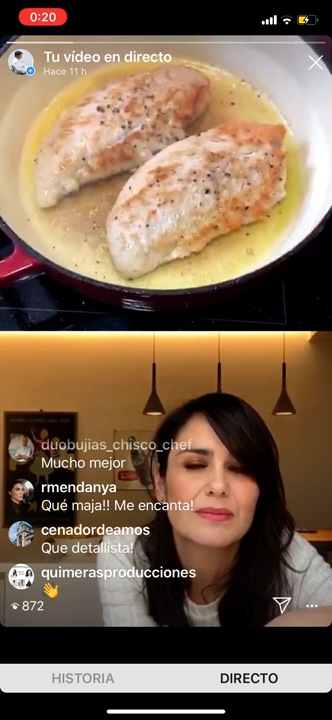 0:20
Tu vídeo en directo
Hace 11 h
duobujias_chisco_chef
Mucho mejor
rmendanya
Qué maja!! Me encanta!
cenadordeamos
Que detallista!
quimerasproducciones
👋
872
HISTORIA
DIRECTO